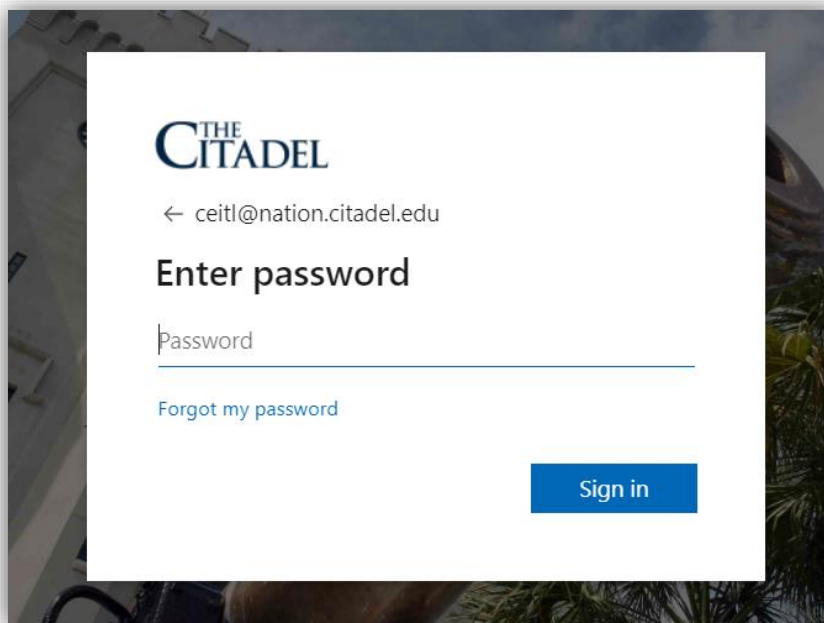 THE
CITADEL
← ceitl@nation.citadel.edu
Enter password
Password
Forgot my password
Sign in